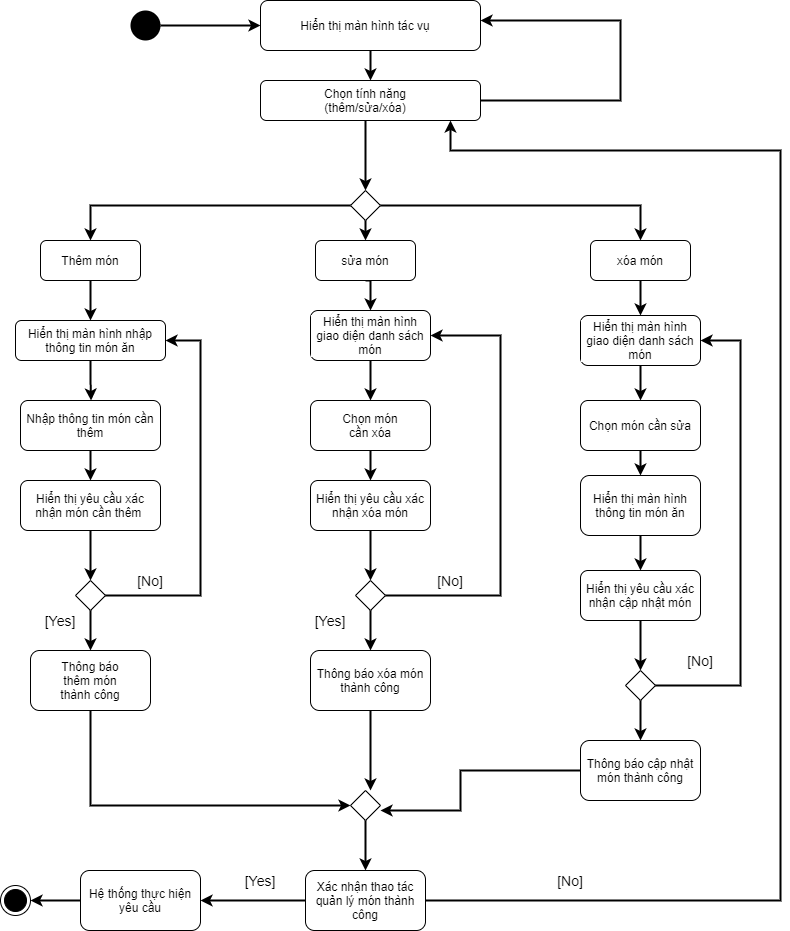 Hiển thị màn hình tác vụ
Chọn tính năng
(thêm/sửa/xóa)
Thêm món
sửa món
xóa món
Hiển thị màn hình nhập
thông tin món ăn
Hiển thị màn hình
giao diện danh sách
món
Hiển thị màn hình
giao diện danh sách
món
Nhập thông tin món cần
thêm
Chọn món
cần xóa
Chọn món cần sửa
Hiển thị yêu cầu xác
nhận món cần thêm
Hiển thị yêu cầu xác
nhận xóa món
Hiển thị màn hình
thông tin món ăn
[No]
[No]
Hiển thị yêu cầu xác
nhận cập nhật món
[Yes]
[Yes]
[No]
Thông báo
thêm món
thành công
Thông báo xóa món
thành công
Thông báo cập nhật
món thành công
Hệ thống thực hiện
yêu cầu
[Yes]
Xác nhận thao tác
quản lý món thành
công
[No]